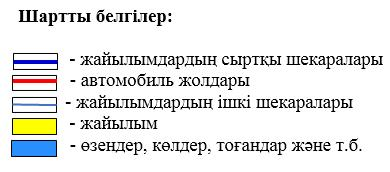 Шартты белгілер:
- жайылымдардың сыртқы шекаралары
- автомобиль жолдары
- жайылымдардың ішкі шекаралары
- жайылым
- өзендер, көлдер, тоғандар және т.б.